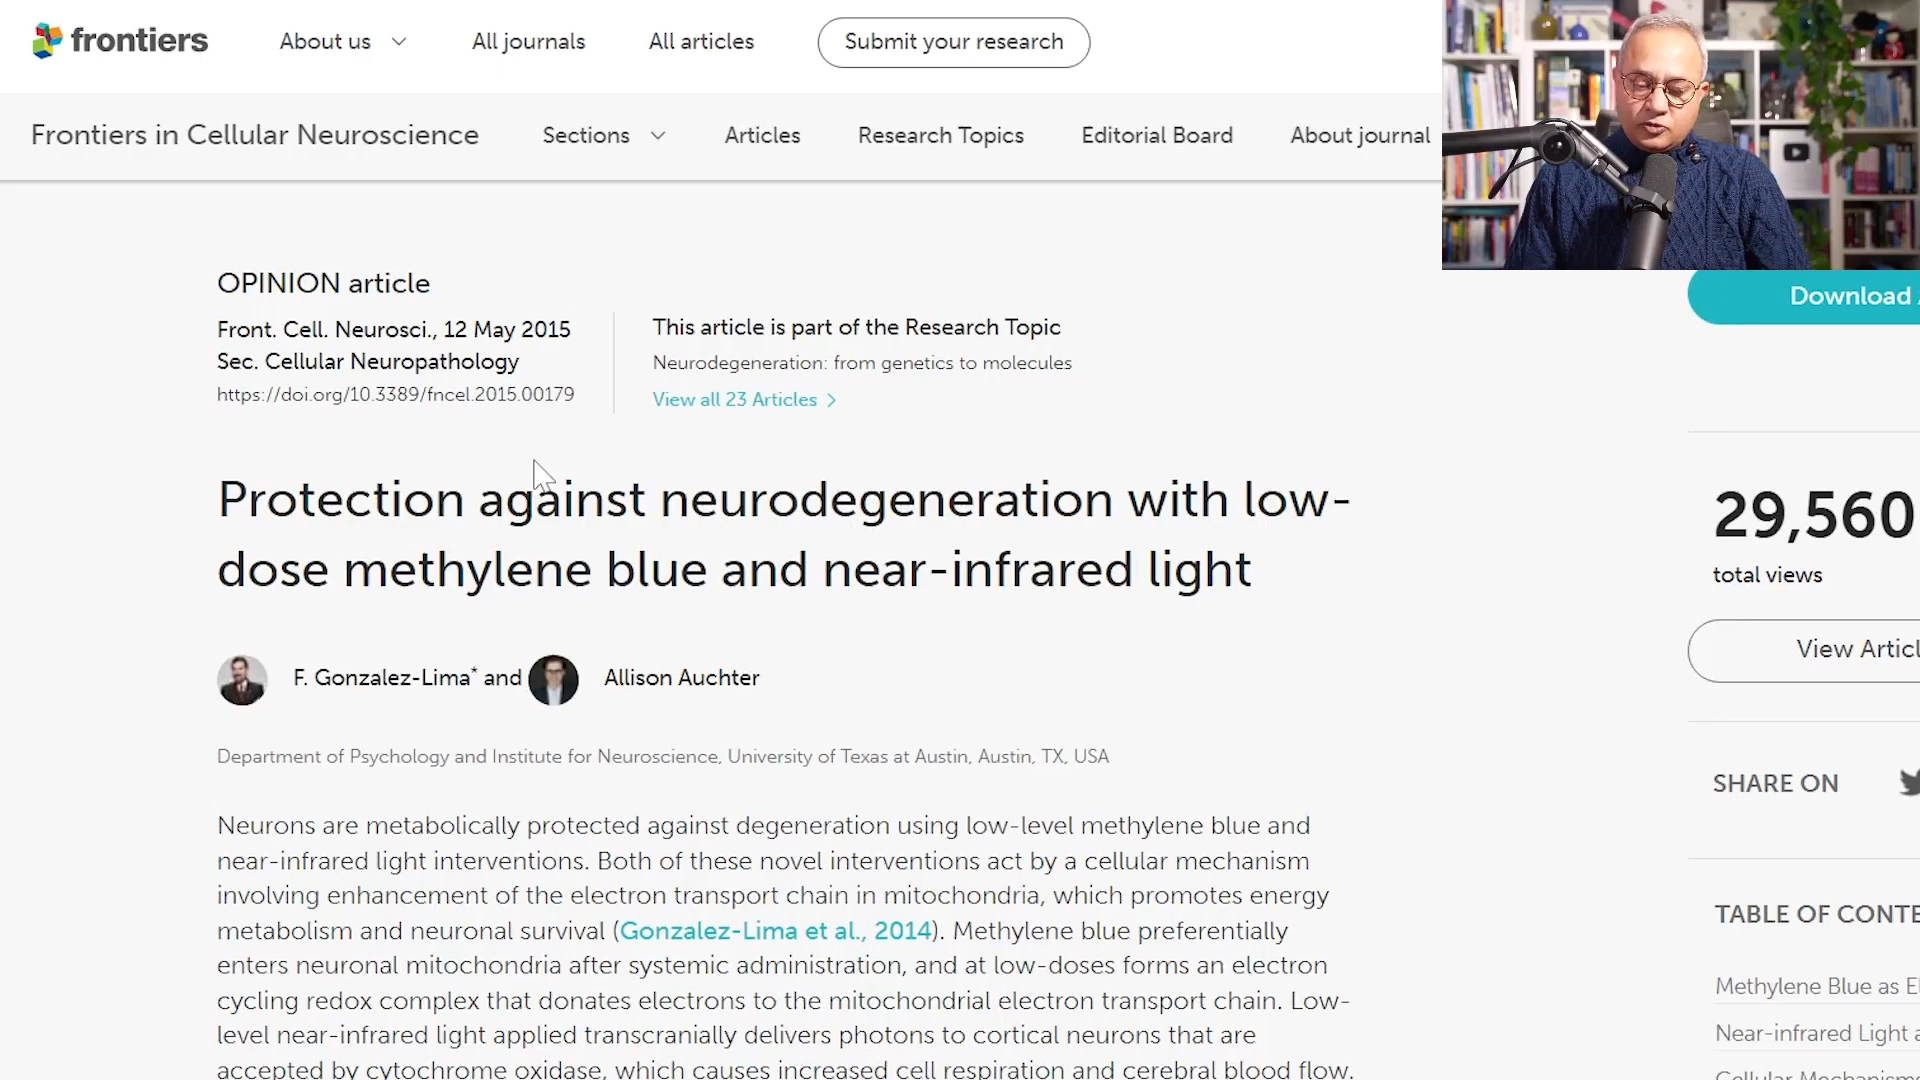 frontiers
About us
All journals
All articles
Submit your research
Frontiers in Cellular Neuroscience
Sections
Articles
Research Topics
Editorial Board
About journal
OPINION article
Front. Cell. Neurosci., 12 May 2015
Sec. Cellular Neuropathology
https://doi.org/10.3389/fncel.2015.00179
This article is part of the Research Topic
Neurodegeneration: from genetics to molecules
View all 23 Articles
Download
Protection against neurodegeneration with low-
dose methylene blue and near-infrared light
29,560
total views
View Articl
F. Gonzalez-Lima* and Allison Auchter
Department of Psychology and Institute for Neuroscience, University of Texas at Austin, Austin, TX, USA
SHARE ON
Neurons are metabolically protected against degeneration using low-level methylene blue and
near-infrared light interventions. Both of these novel interventions act by a cellular mechanism
involving enhancement of the electron transport chain in mitochondria, which promotes energy
metabolism and neuronal survival (Gonzalez-Lima et al., 2014). Methylene blue preferentially
enters neuronal mitochondria after systemic administration, and at low-doses forms an electron
cycling redox complex that donates electrons to the mitochondrial electron transport chain. Low-
level near-infrared light applied transcranially delivers photons to cortical neurons that are
accepted by cytochrome oxidase, which causes increased cell respiration and cerebral blood flow.
TABLE OF CONTE
Methylene Blue as El
Near-infrared Light a
Cellular Mechanisms